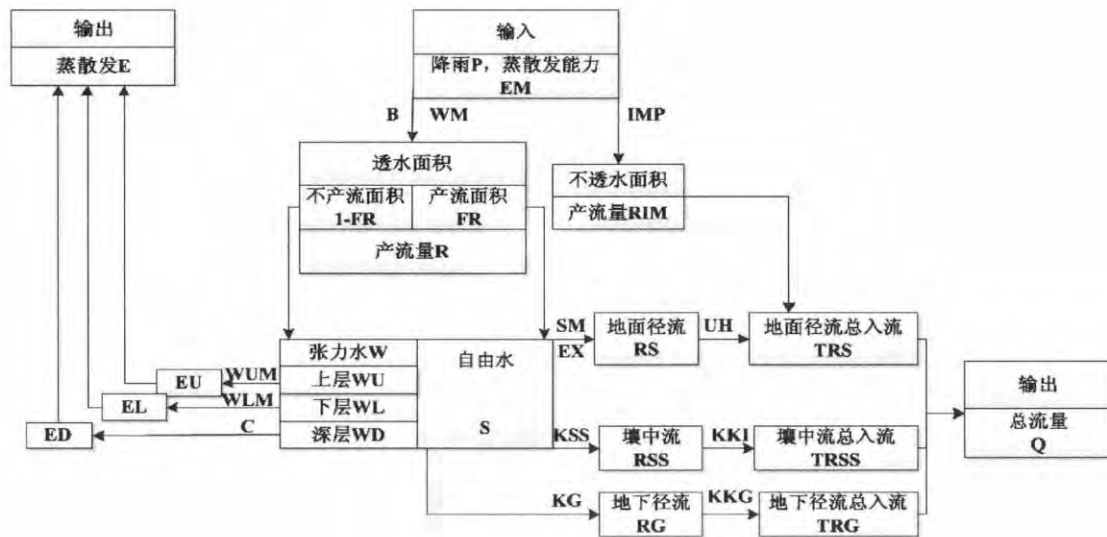 输出
蒸散发E
输入
降雨P，蒸散发能力
EM
B
WM
IMP
透水面积
不产流面积
1-FR
产流面积
FR
产流量R
不透水面积
产流量RIM
张力水W
上层WU
下层WL
深层WD
自由水
S
WUM
EU
WLM
EL
C
ED
SM
EX
地面径流
RS
UH
地面径流总入流
TRS
KSS
壤中流
RSS
KKI
壤中流总入流
TRSS
KG
地下径流
RG
KKG
地下径流总入流
TRG
输出
总流量
Q